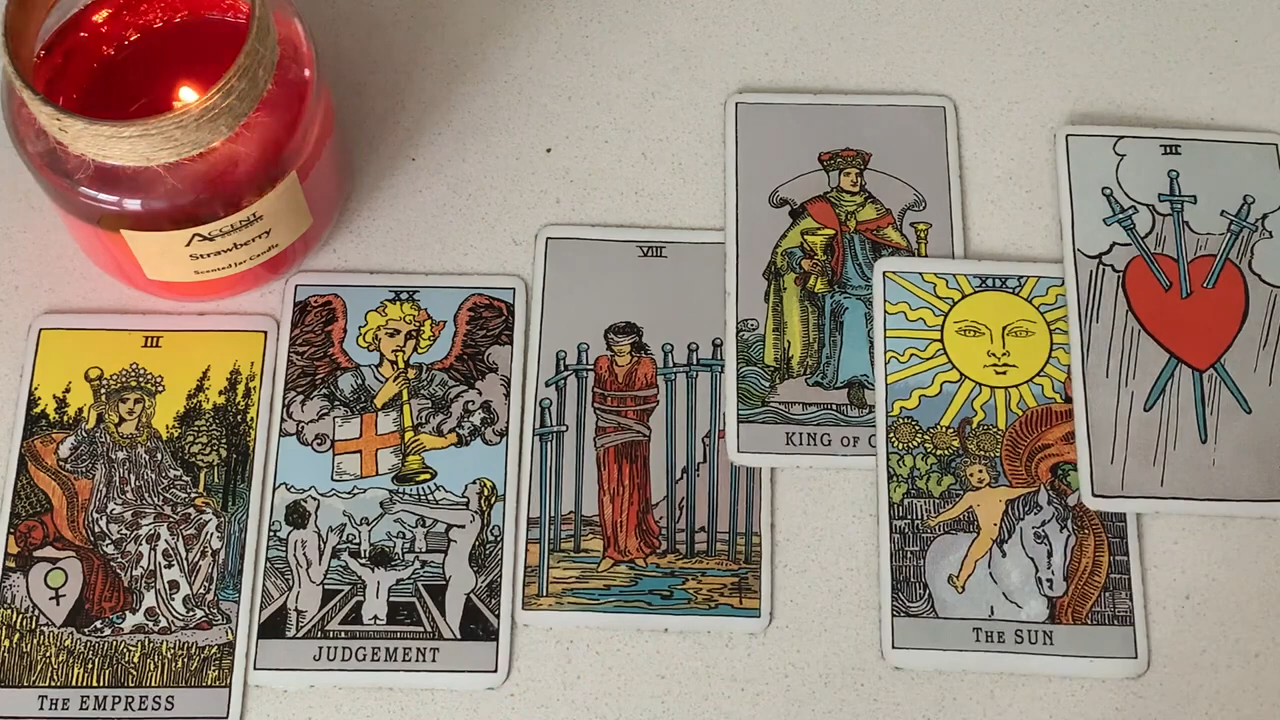 ACCENT
Strawberry
Scented Jar Candle
III
THE EMPRESS
XX
JUDGEMENT
VIII
KING OF C
XIX
THE SUN
III